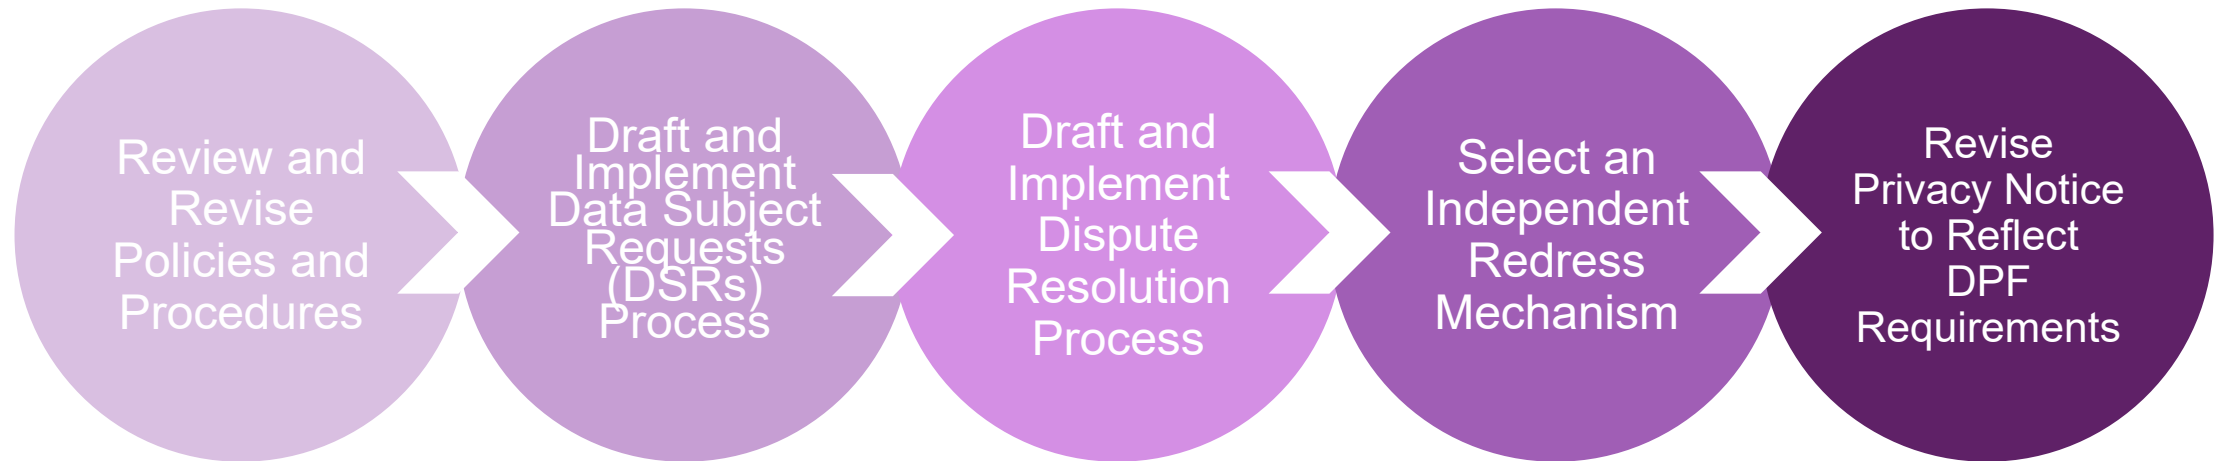 Review and
Revise
Policies and
Procedures
Draft and
Implement
Data Subject
Requests
(DSRs)
Process
Draft and
Implement
Dispute
Resolution
Process
Select an
Independent
Redress
Mechanism
Revise
Privacy Notice
to Reflect
DPF
Requirements